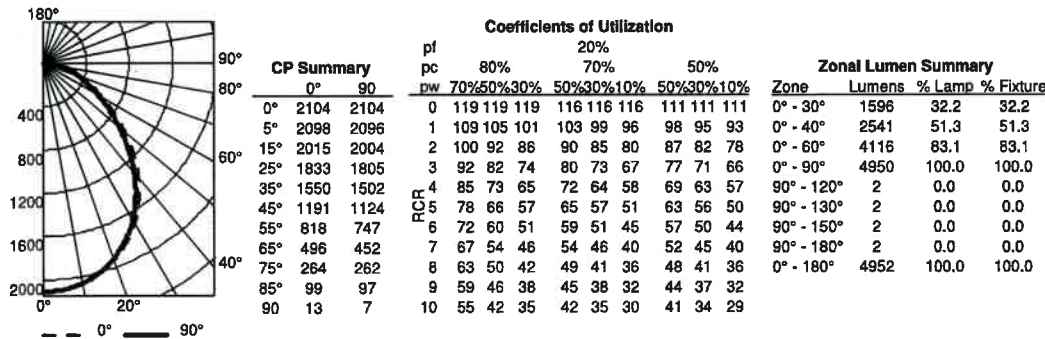 180°
90°
80°
60°
40°
400
800
1200
1600
2000
0° 20°
0° 90°
CP Summary
0° 90
0° 2104 2104
5° 2098 2096
15° 2015 2004
25° 1833 1805
35° 1550 1502
45° 1191 1124
55° 818 747
65° 496 452
75° 264 262
85° 99 97
90 13 7
Coefficients of Utilization
pf 20%
pc 80% 70% 50%
pw 70%50%30% 50%30%10% 50%30%10%
RCR
0 119 119 119 116 116 116 111 111 111
1 109 105 101 103 99 96 98 95 93
2 100 92 86 90 85 80 87 82 78
3 92 82 74 80 73 67 77 71 66
4 85 73 65 72 64 58 69 63 57
5 78 66 57 65 57 51 63 56 50
6 72 60 51 59 51 45 57 50 44
7 67 54 46 54 46 40 52 45 40
8 63 50 42 49 41 36 48 41 36
9 59 46 38 45 38 32 44 37 32
10 55 42 35 42 35 30 41 34 29
Zonal Lumen Summary
Zone Lumens % Lamp % Fixture
0° - 30° 1596 32.2 32.2
0° - 40° 2541 51.3 51.3
0° - 60° 4116 83.1 83.1
0° - 90° 4950 100.0 100.0
90° - 120° 2 0.0 0.0
90° - 130° 2 0.0 0.0
90° - 150° 2 0.0 0.0
90° - 180° 2 0.0 0.0
0° - 180° 4952 100.0 100.0